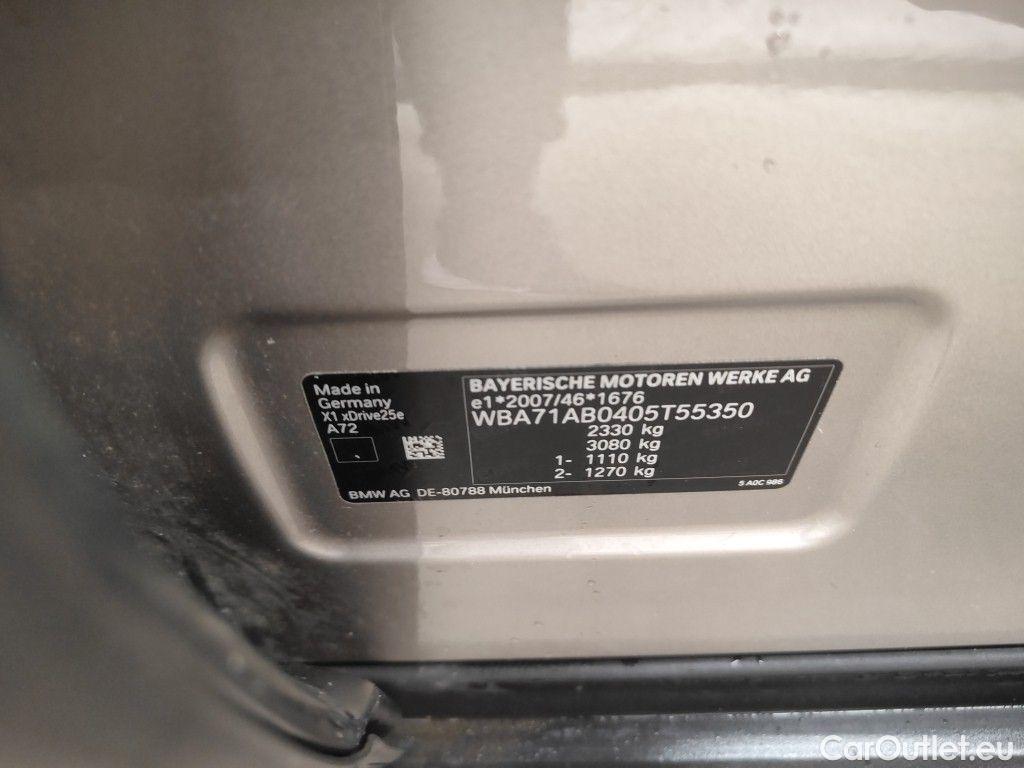 Made in
Germany
X1 xDrive25e
A72
BAYERISCHE MOTOREN WERKE AG
e1*2007/46*1676
WBA71AB0405T55350
2330 kg
3080 kg
1- 1110 kg
2- 1270 kg
BMW AG DE-80788 München
5 A0C 986
CarOutlet.eu